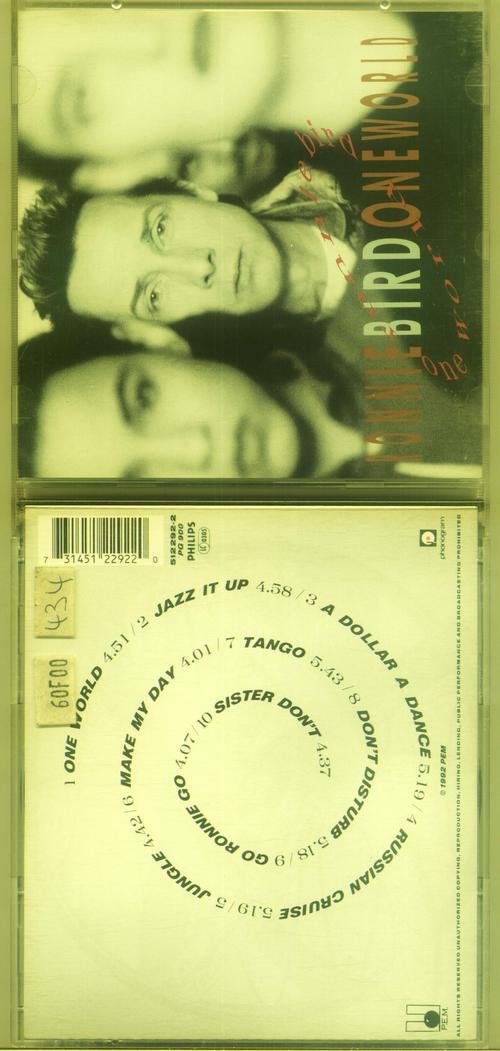 RONNIE BIRD ONE WORLD
ronnie bird
one world
7 31451 22922 0
512 292-2
PG 900
PHILIPS
phonogram
434
60F00
1 ONE WORLD 4.51 / 2 JAZZ IT UP 4.58 / 3 A DOLLAR A DANCE 5.19 / 4 RUSSIAN CRUISE 5.19 / 5 JUNGLE 4.42 / 6 MAKE MY DAY 4.01 / 7 TANGO 5.43 / 8 DON'T DISTURB 5.18 / 9 GO RONNIE GO 4.07 / 10 SISTER DON'T 4.37
© 1992 PEM
ALL RIGHTS RESERVED UNAUTHORIZED COPYING, REPRODUCTION, HIRING, LENDING, PUBLIC PERFORMANCE AND BROADCASTING PROHIBITED
P.E.M.